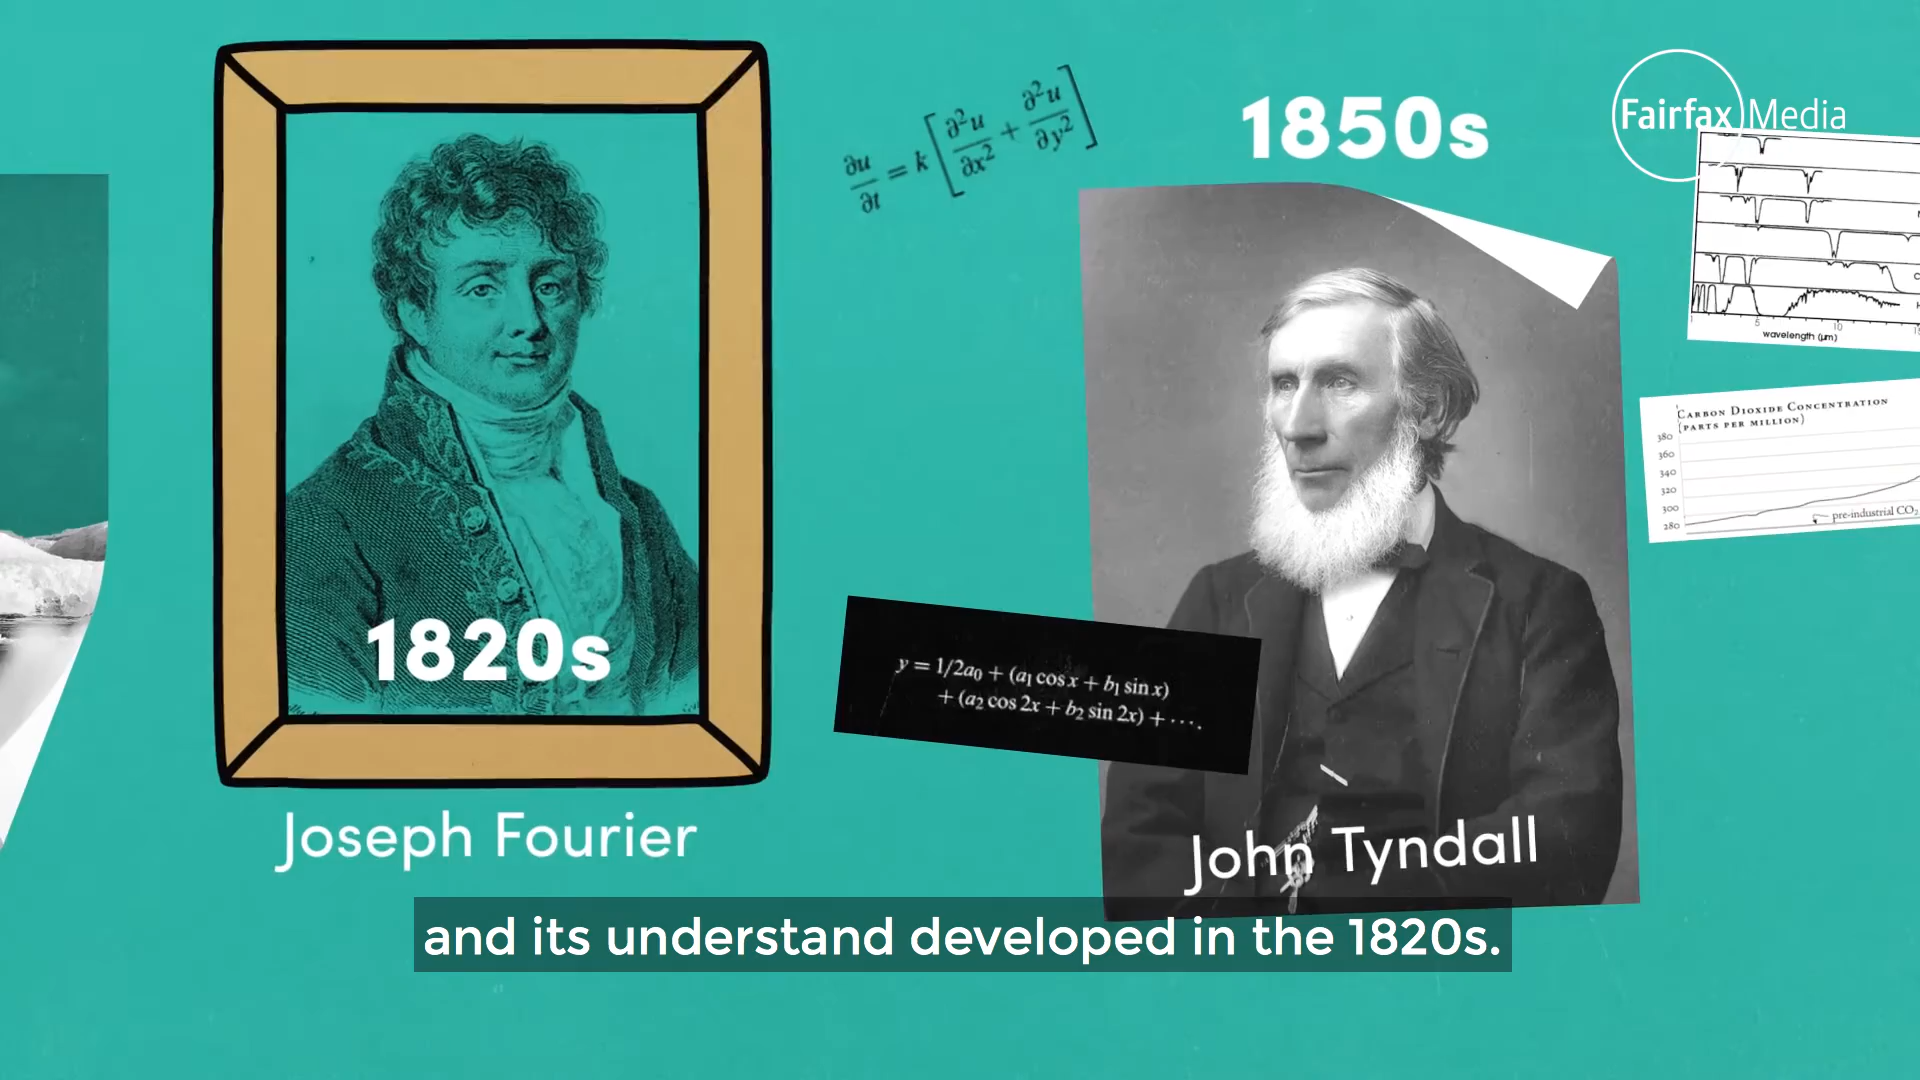 1820s
Joseph Fourier
∂u/∂t = k [∂²u/∂x² + ∂²u/∂y²]
1850s
Fairfax Media
John Tyndall
y = 1/2a₀ + (a₁ cos x + b₁ sin x)
+ (a₂ cos 2x + b₂ sin 2x) + ⋯.
5
10
wavelength (μm)
CARBON DIOXIDE CONCENTRATION
(PARTS PER MILLION)
380
360
340
320
300
280
pre-industrial CO₂
and its understand developed in the 1820s.